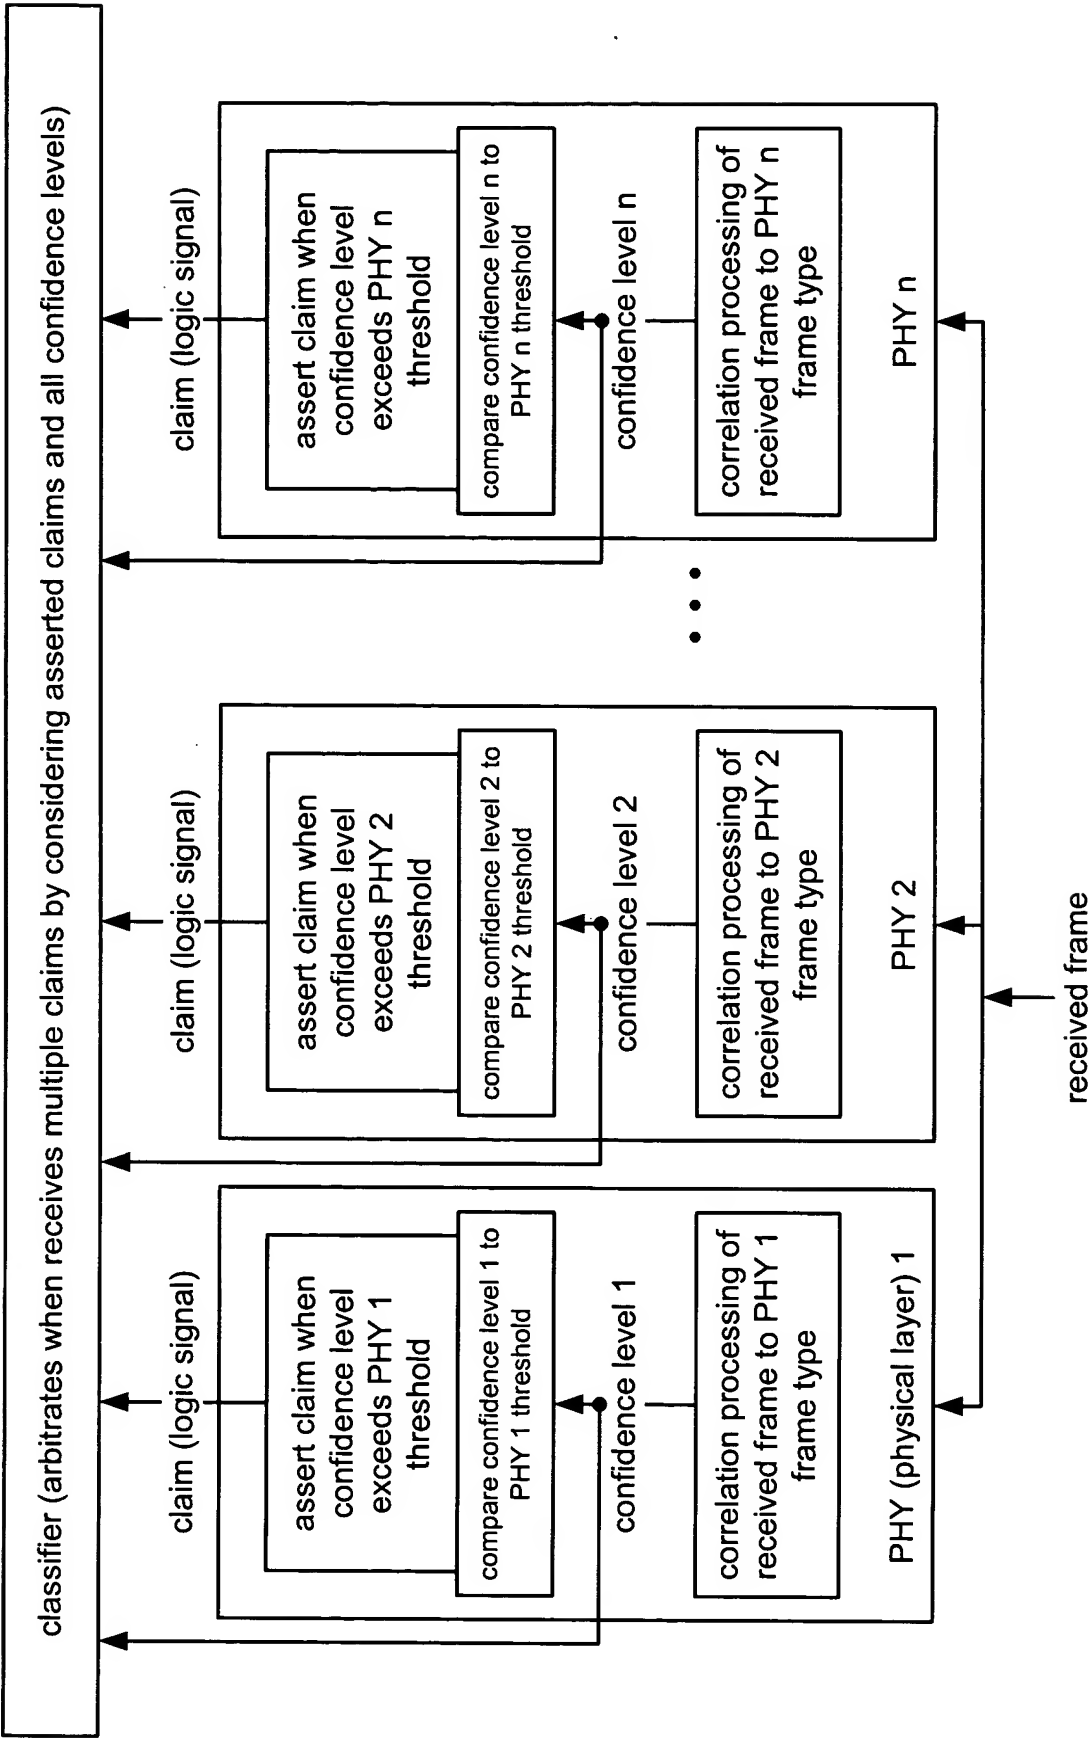 classifier (arbitrates when receives multiple claims by considering asserted claims and all confidence levels)
claim (logic signal)
assert claim when
confidence level
exceeds PHY 1
threshold
compare confidence level 1 to
PHY 1 threshold
confidence level 1
correlation processing of
received frame to PHY 1
frame type
PHY (physical layer) 1
claim (logic signal)
assert claim when
confidence level
exceeds PHY 2
threshold
compare confidence level 2 to
PHY 2 threshold
confidence level 2
correlation processing of
received frame to PHY 2
frame type
PHY 2
claim (logic signal)
assert claim when
confidence level
exceeds PHY n
threshold
compare confidence level n to
PHY n threshold
confidence level n
correlation processing of
received frame to PHY n
frame type
PHY n
received frame